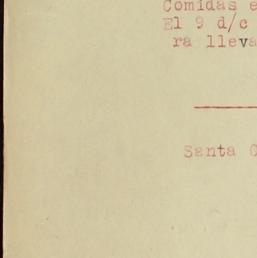 Comidas e
El 9 d/c
ra lleva
Santa C